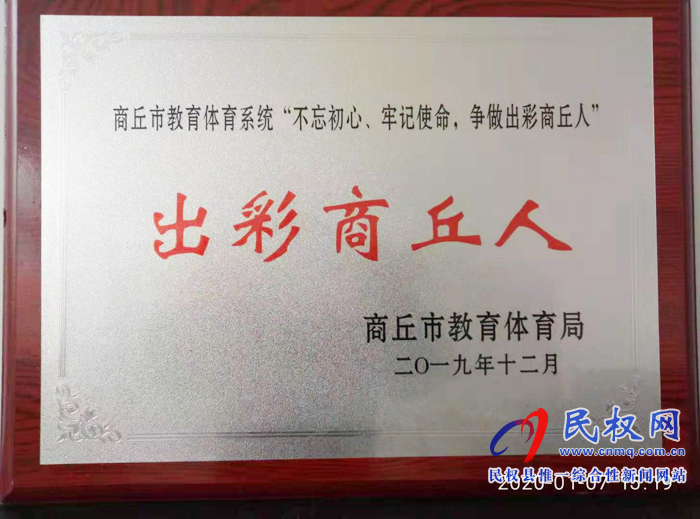 商丘市教育体育系统“不忘初心、牢记使命，争做出彩商丘人”
出彩商丘人
商丘市教育体育局
二〇一九年十二月
民权网
www.cnmq.com.cn
民权县惟一综合性新闻网站
2020 01 07 15:19